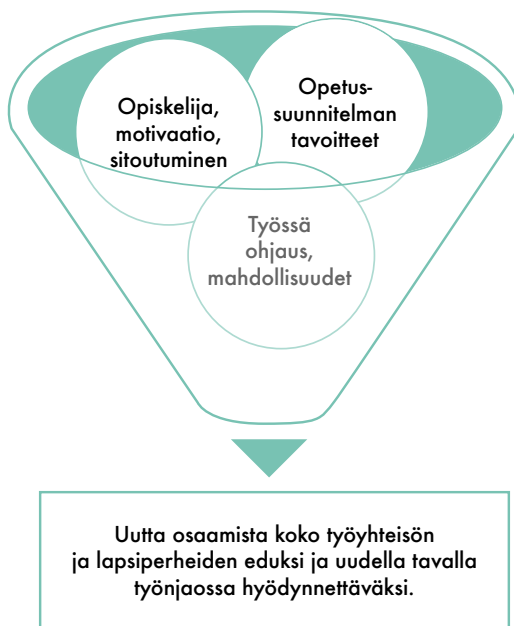 Opiskelija,
motivaatio,
sitoutuminen
Opetus-
suunnitelman
tavoitteet
Työssä
ohjaus,
mahdollisuudet
Uutta osaamista koko työyhteisön
ja lapsiperheiden eduksi ja uudella tavalla
työnjaossa hyödynnettäväksi.